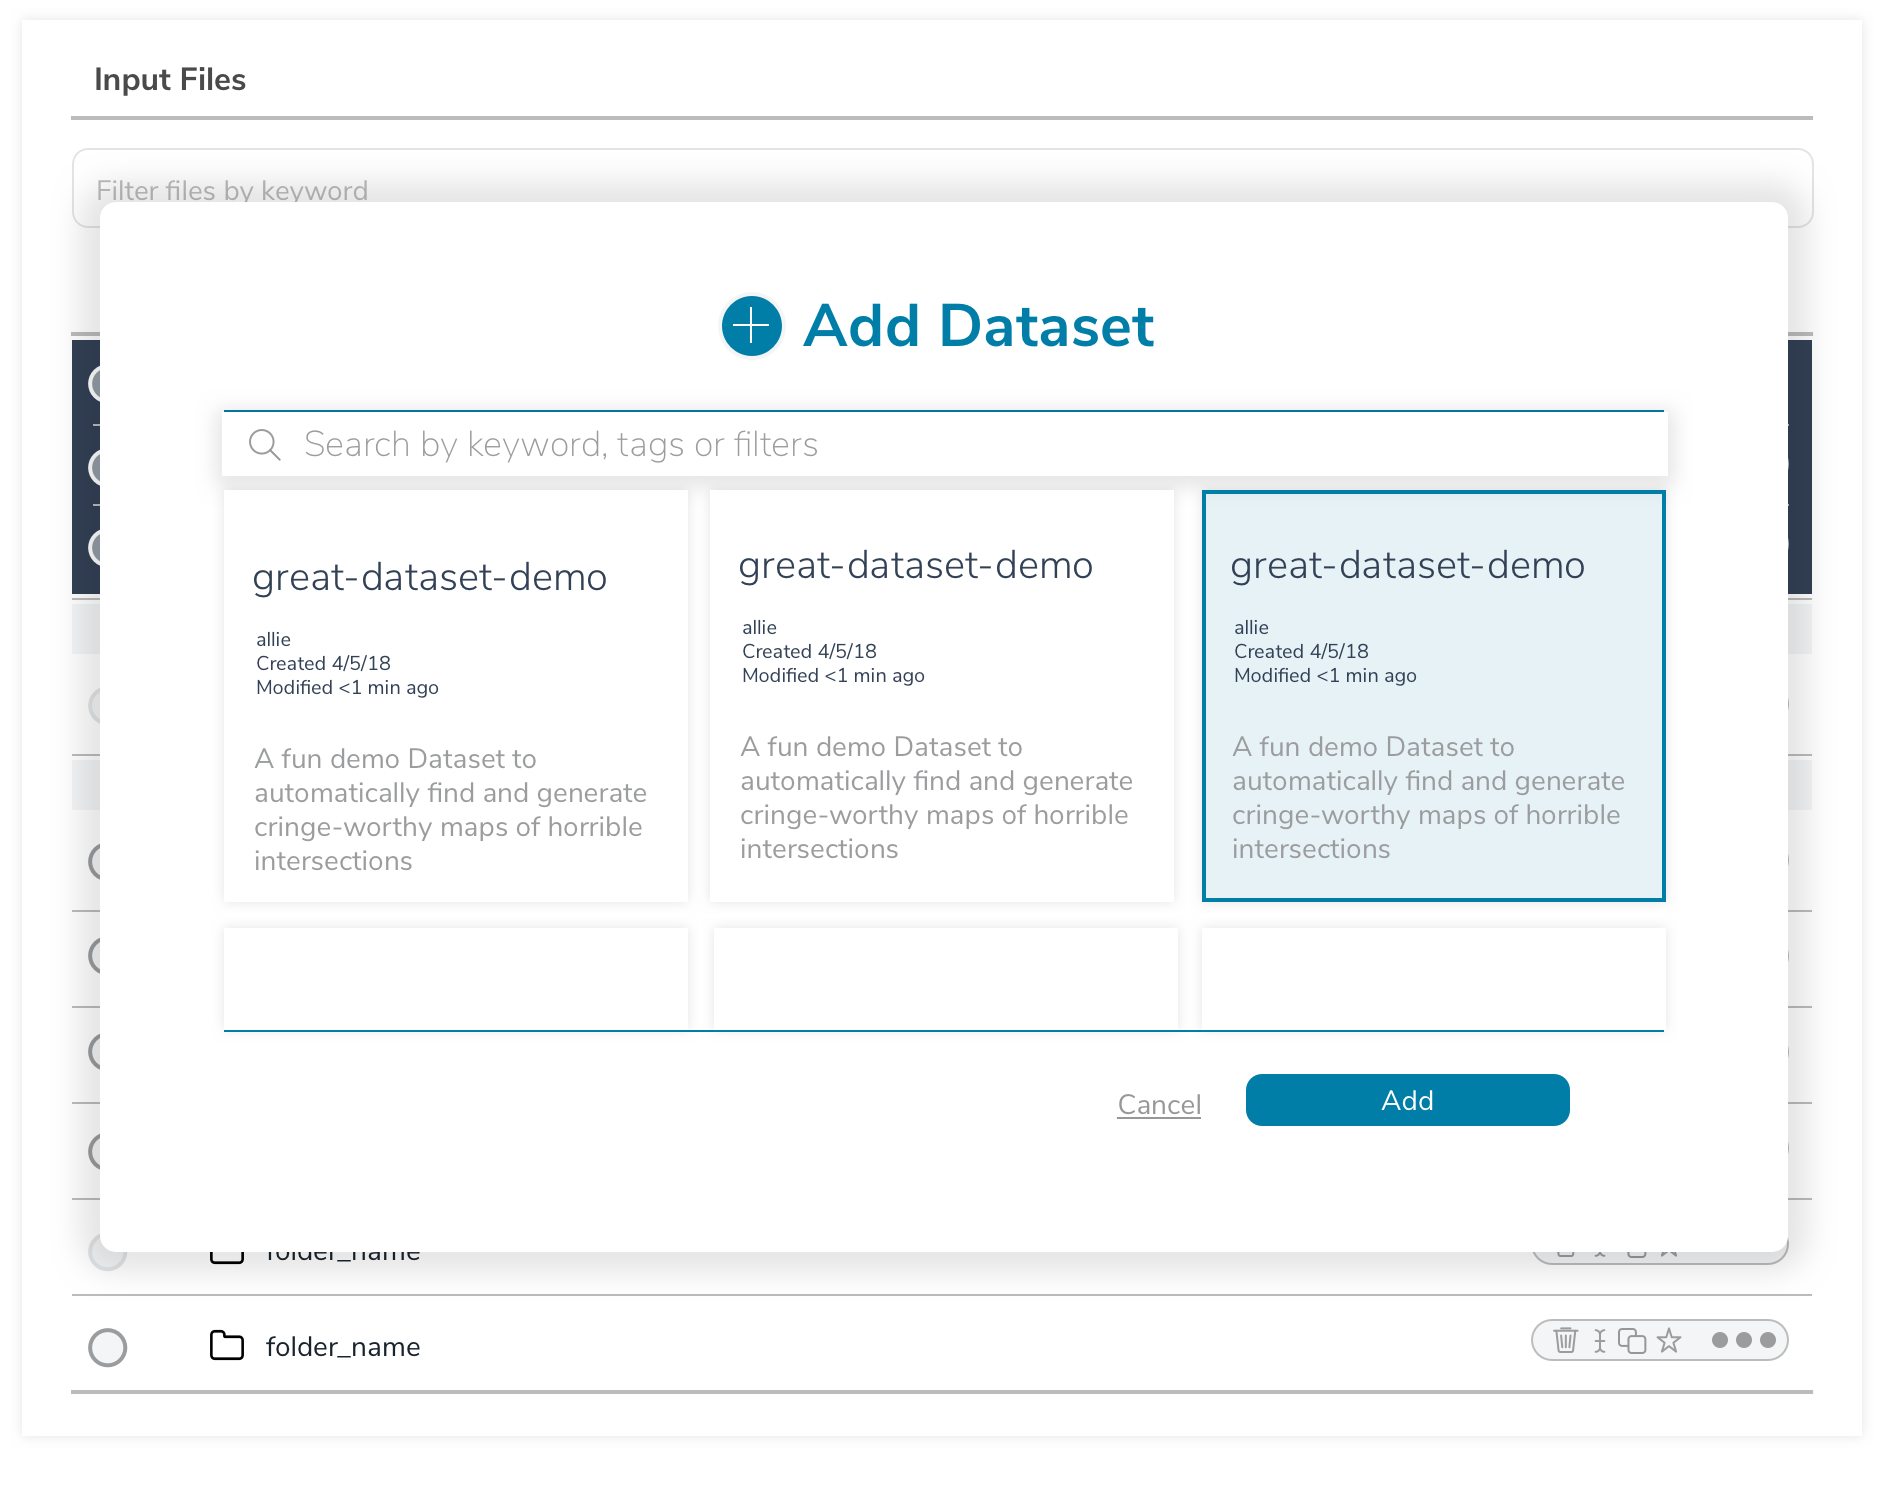 Input Files
Filter files by keyword
Add Dataset
Search by keyword, tags or filters
great-dataset-demo
allie
Created 4/5/18
Modified <1 min ago
A fun demo Dataset to
automatically find and generate
cringe-worthy maps of horrible
intersections
great-dataset-demo
allie
Created 4/5/18
Modified <1 min ago
A fun demo Dataset to
automatically find and generate
cringe-worthy maps of horrible
intersections
great-dataset-demo
allie
Created 4/5/18
Modified <1 min ago
A fun demo Dataset to
automatically find and generate
cringe-worthy maps of horrible
intersections
Cancel
Add
folder_name
folder_name